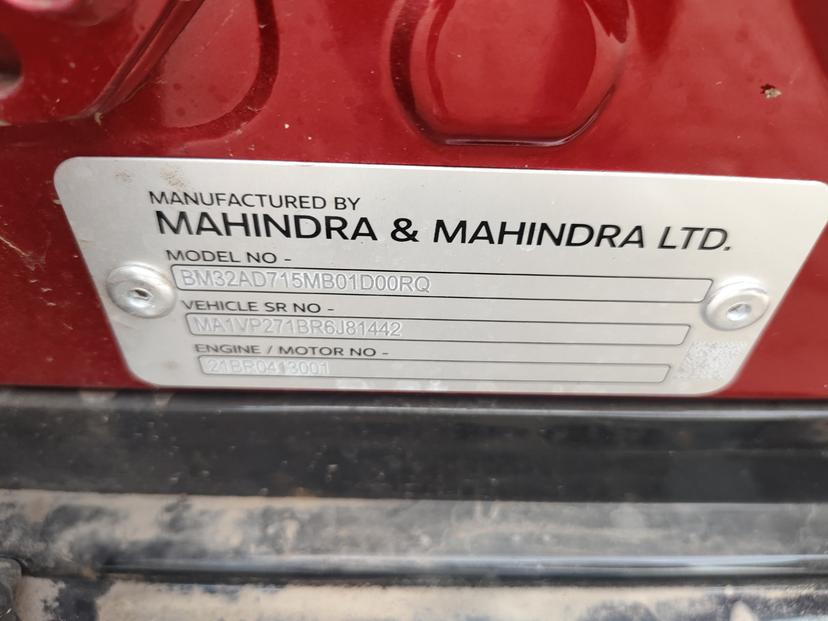 MANUFACTURED BY
MAHINDRA & MAHINDRA LTD.
MODEL NO -
BM32AD715MB01D00RQ
VEHICLE SR NO -
MA1VP271BR6J81442
ENGINE / MOTOR NO -
21BR0413001